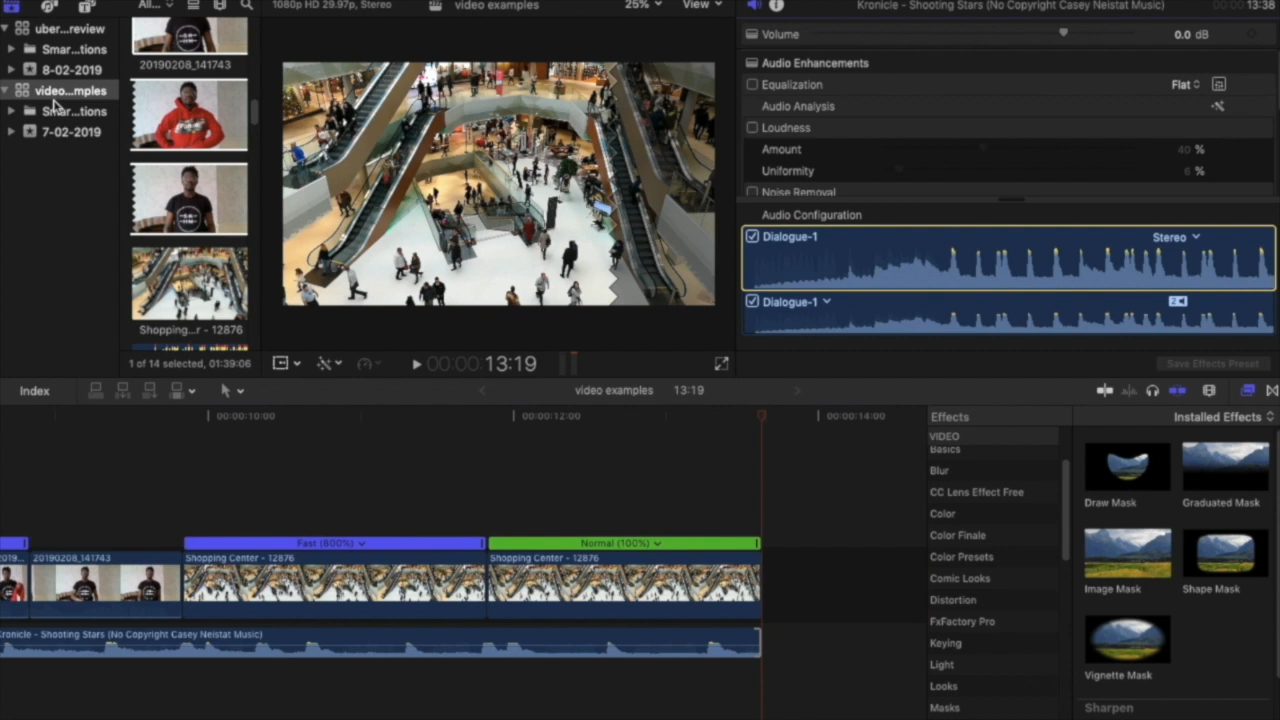 All...
1080p HD 29.97p, Stereo
video examples
25%
View
Kronicle - Shooting Stars (No Copyright Casey Neistat Music)
00:00 13:38
uber...review
Smar...tions
8-02-2019
video...mples
Smar...tions
7-02-2019
20190208_141743
Shopping...r - 12876
1 of 14 selected, 01:39:06
00:00:13:19
Volume
0.0 dB
Audio Enhancements
Equalization
Flat
Audio Analysis
Loudness
Amount
40 %
Uniformity
6 %
Noise Removal
Audio Configuration
Dialogue-1
Stereo
Dialogue-1
2
Save Effects Preset
Index
video examples
13:19
00:00:10:00
00:00:12:00
00:00:14:00
Fast (800%)
Normal (100%)
2019...
20190208_141743
Shopping Center - 12876
Shopping Center - 12876
Kronicle - Shooting Stars (No Copyright Casey Neistat Music)
Effects
Installed Effects
VIDEO
Basics
Blur
CC Lens Effect Free
Color
Color Finale
Color Presets
Comic Looks
Distortion
FxFactory Pro
Keying
Light
Looks
Masks
Draw Mask
Graduated Mask
Image Mask
Shape Mask
Vignette Mask
Sharpen